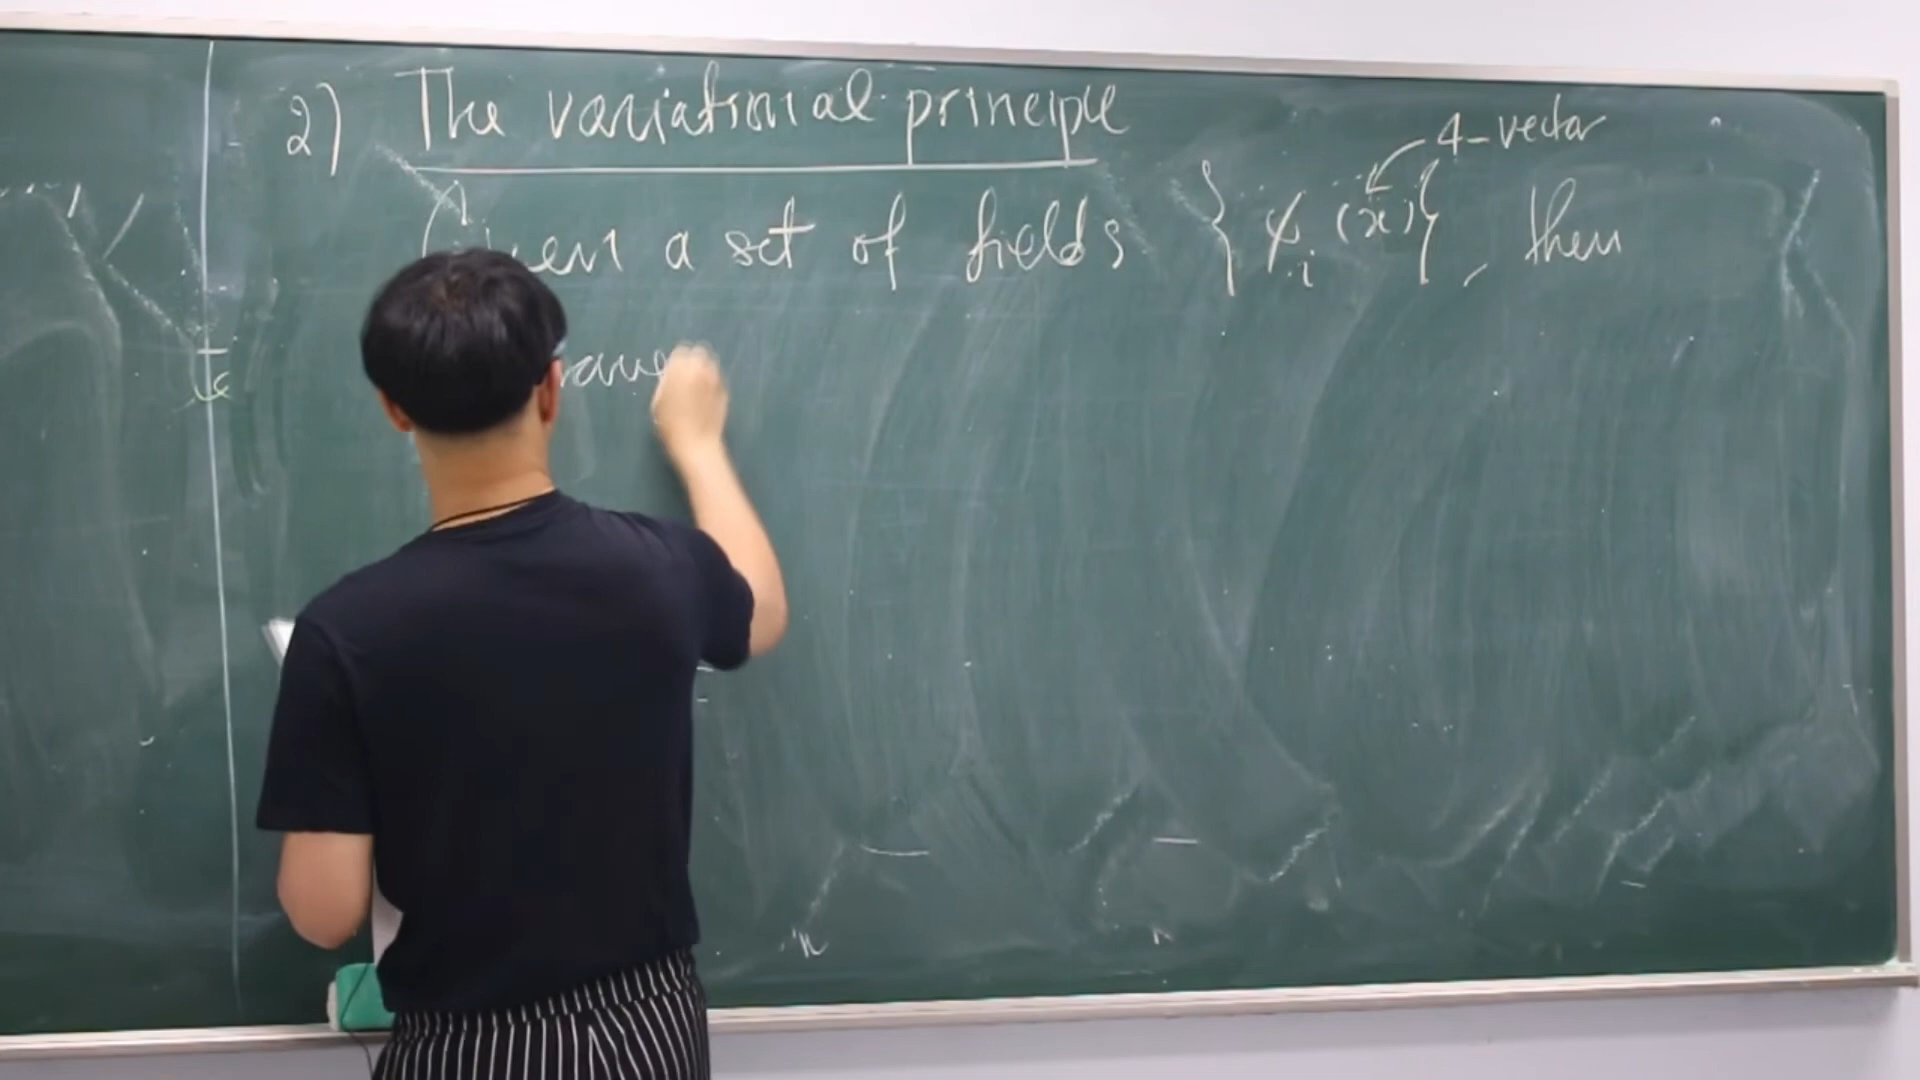 2) The variational principle
4-vector
Given a set of fields { ϕi (x) } , then